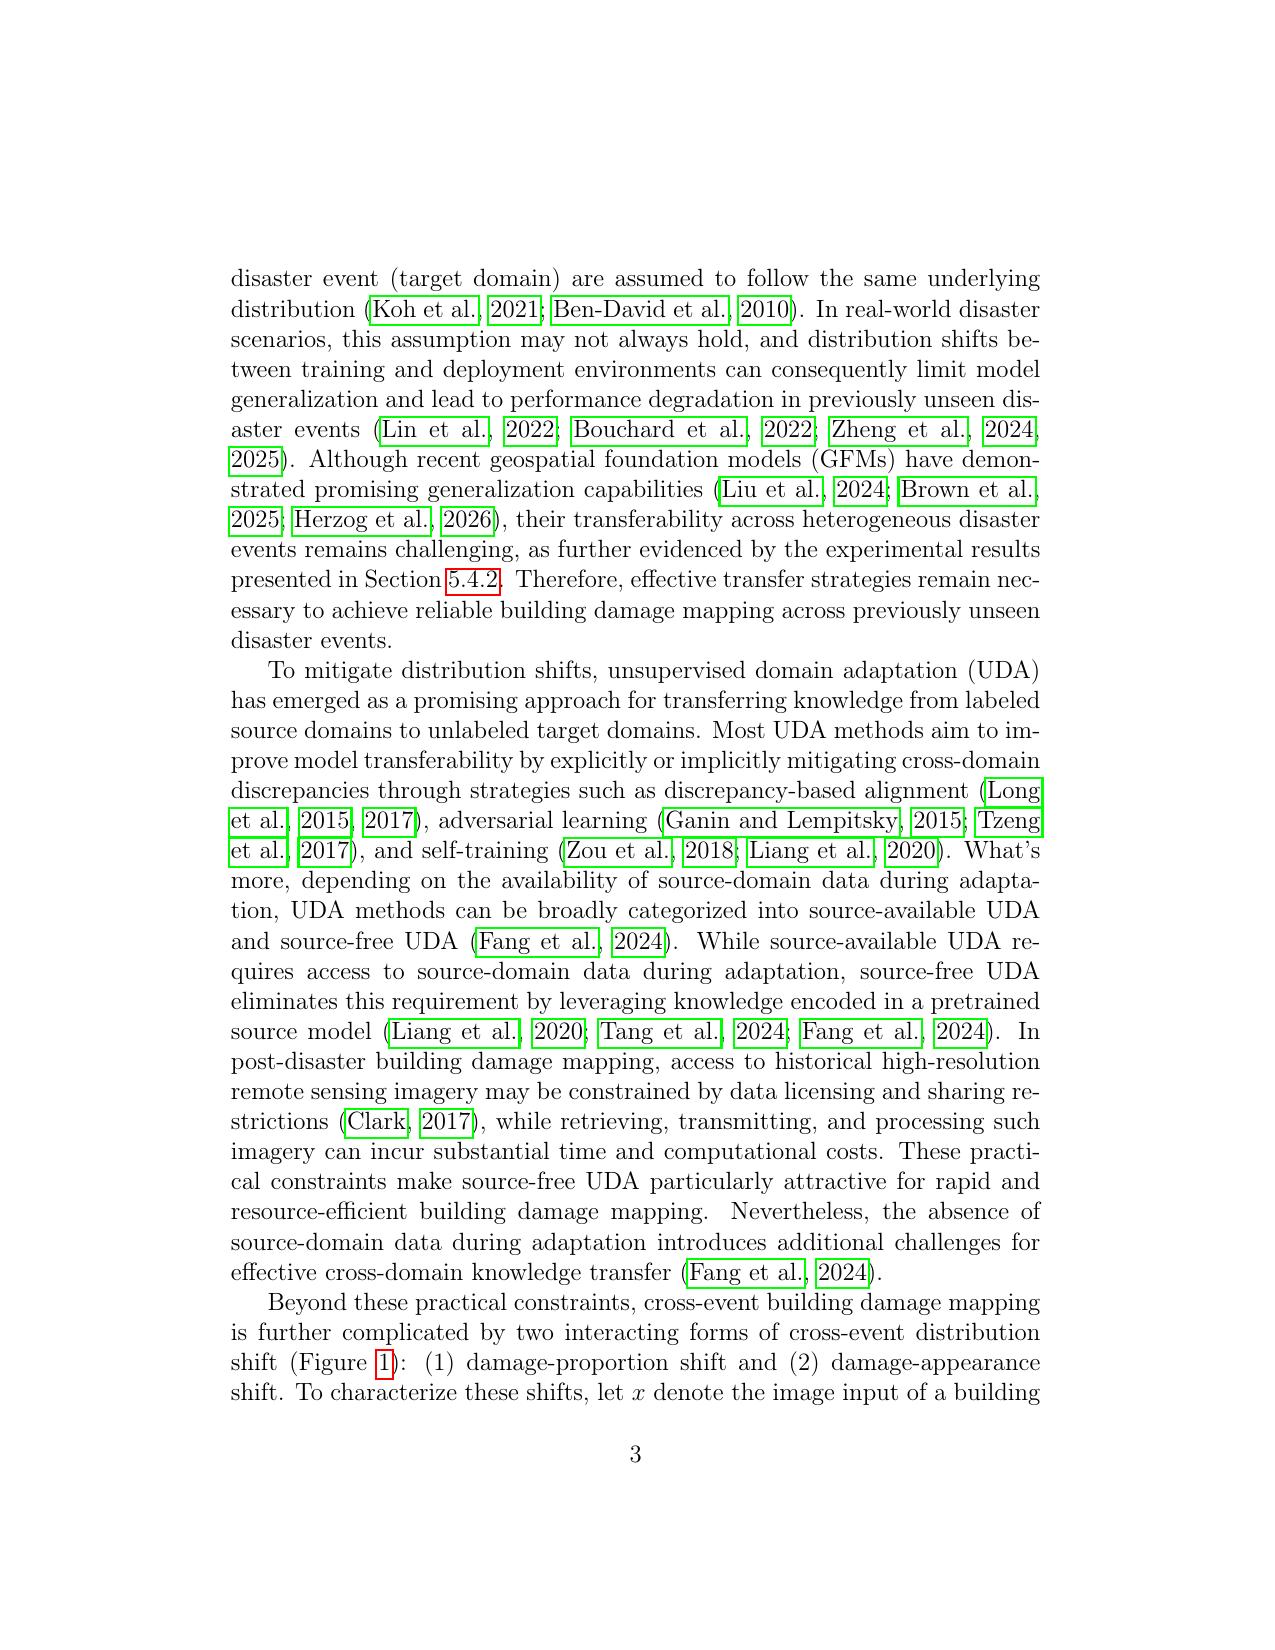 disaster event (target domain) are assumed to follow the same underlying
distribution (Koh et al., 2021; Ben-David et al., 2010). In real-world disaster
scenarios, this assumption may not always hold, and distribution shifts be-
tween training and deployment environments can consequently limit model
generalization and lead to performance degradation in previously unseen dis-
aster events (Lin et al., 2022; Bouchard et al., 2022; Zheng et al., 2024,
2025). Although recent geospatial foundation models (GFMs) have demon-
strated promising generalization capabilities (Liu et al., 2024; Brown et al.,
2025; Herzog et al., 2026), their transferability across heterogeneous disaster
events remains challenging, as further evidenced by the experimental results
presented in Section 5.4.2. Therefore, effective transfer strategies remain nec-
essary to achieve reliable building damage mapping across previously unseen
disaster events.
To mitigate distribution shifts, unsupervised domain adaptation (UDA)
has emerged as a promising approach for transferring knowledge from labeled
source domains to unlabeled target domains. Most UDA methods aim to im-
prove model transferability by explicitly or implicitly mitigating cross-domain
discrepancies through strategies such as discrepancy-based alignment (Long
et al., 2015, 2017), adversarial learning (Ganin and Lempitsky, 2015; Tzeng
et al., 2017), and self-training (Zou et al., 2018; Liang et al., 2020). What's
more, depending on the availability of source-domain data during adapta-
tion, UDA methods can be broadly categorized into source-available UDA
and source-free UDA (Fang et al., 2024). While source-available UDA re-
quires access to source-domain data during adaptation, source-free UDA
eliminates this requirement by leveraging knowledge encoded in a pretrained
source model (Liang et al., 2020; Tang et al., 2024; Fang et al., 2024). In
post-disaster building damage mapping, access to historical high-resolution
remote sensing imagery may be constrained by data licensing and sharing re-
strictions (Clark, 2017), while retrieving, transmitting, and processing such
imagery can incur substantial time and computational costs. These practi-
cal constraints make source-free UDA particularly attractive for rapid and
resource-efficient building damage mapping. Nevertheless, the absence of
source-domain data during adaptation introduces additional challenges for
effective cross-domain knowledge transfer (Fang et al., 2024).
Beyond these practical constraints, cross-event building damage mapping
is further complicated by two interacting forms of cross-event distribution
shift (Figure 1): (1) damage-proportion shift and (2) damage-appearance
shift. To characterize these shifts, let x denote the image input of a building
3